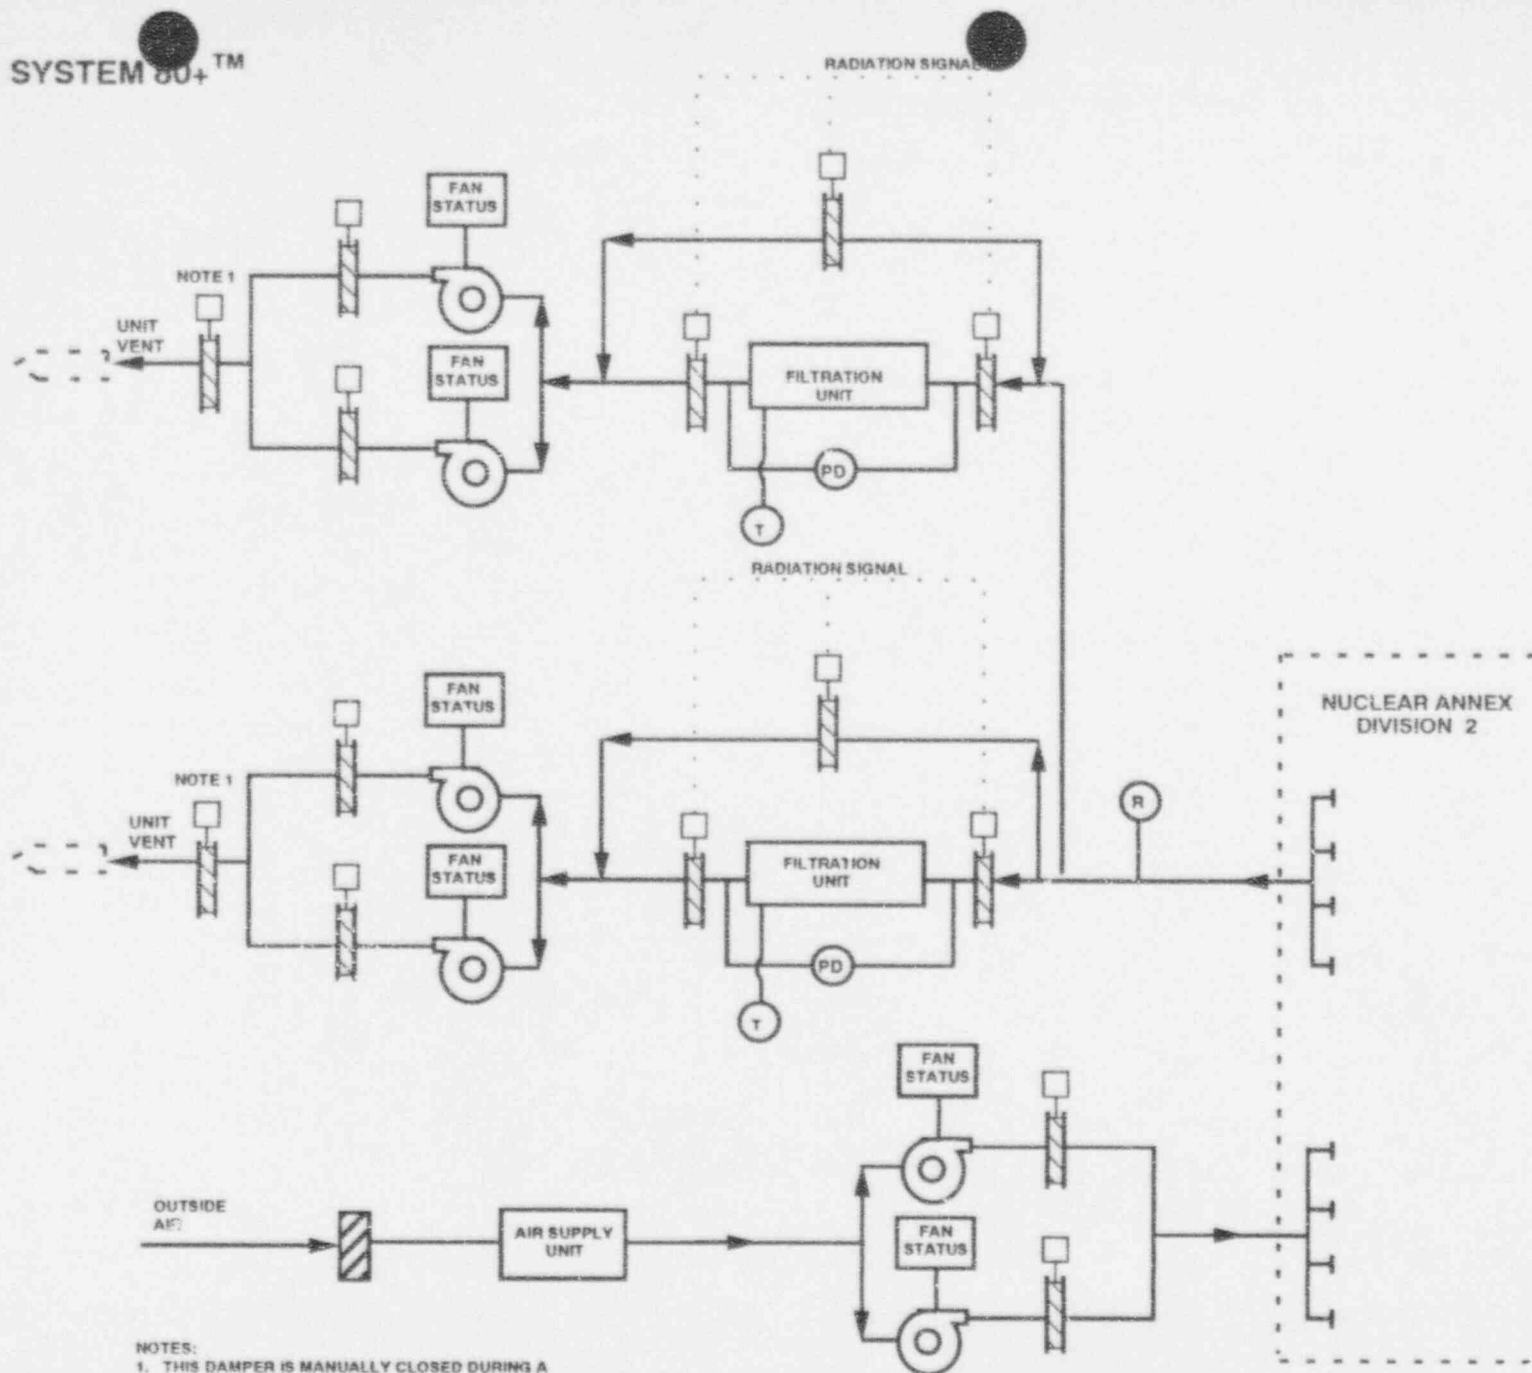 SYSTEM 80+™
RADIATION SIGNAL
FAN
STATUS
NOTE 1
UNIT
VENT
FAN
STATUS
FILTRATION
UNIT
PD
T
RADIATION SIGNAL
FAN
STATUS
NUCLEAR ANNEX
DIVISION 2
NOTE 1
R
UNIT
VENT
FAN
STATUS
FILTRATION
UNIT
PD
T
FAN
STATUS
OUTSIDE
AIR
AIR SUPPLY
UNIT
FAN
STATUS
NOTES:
1. THIS DAMPER IS MANUALLY CLOSED DURING A